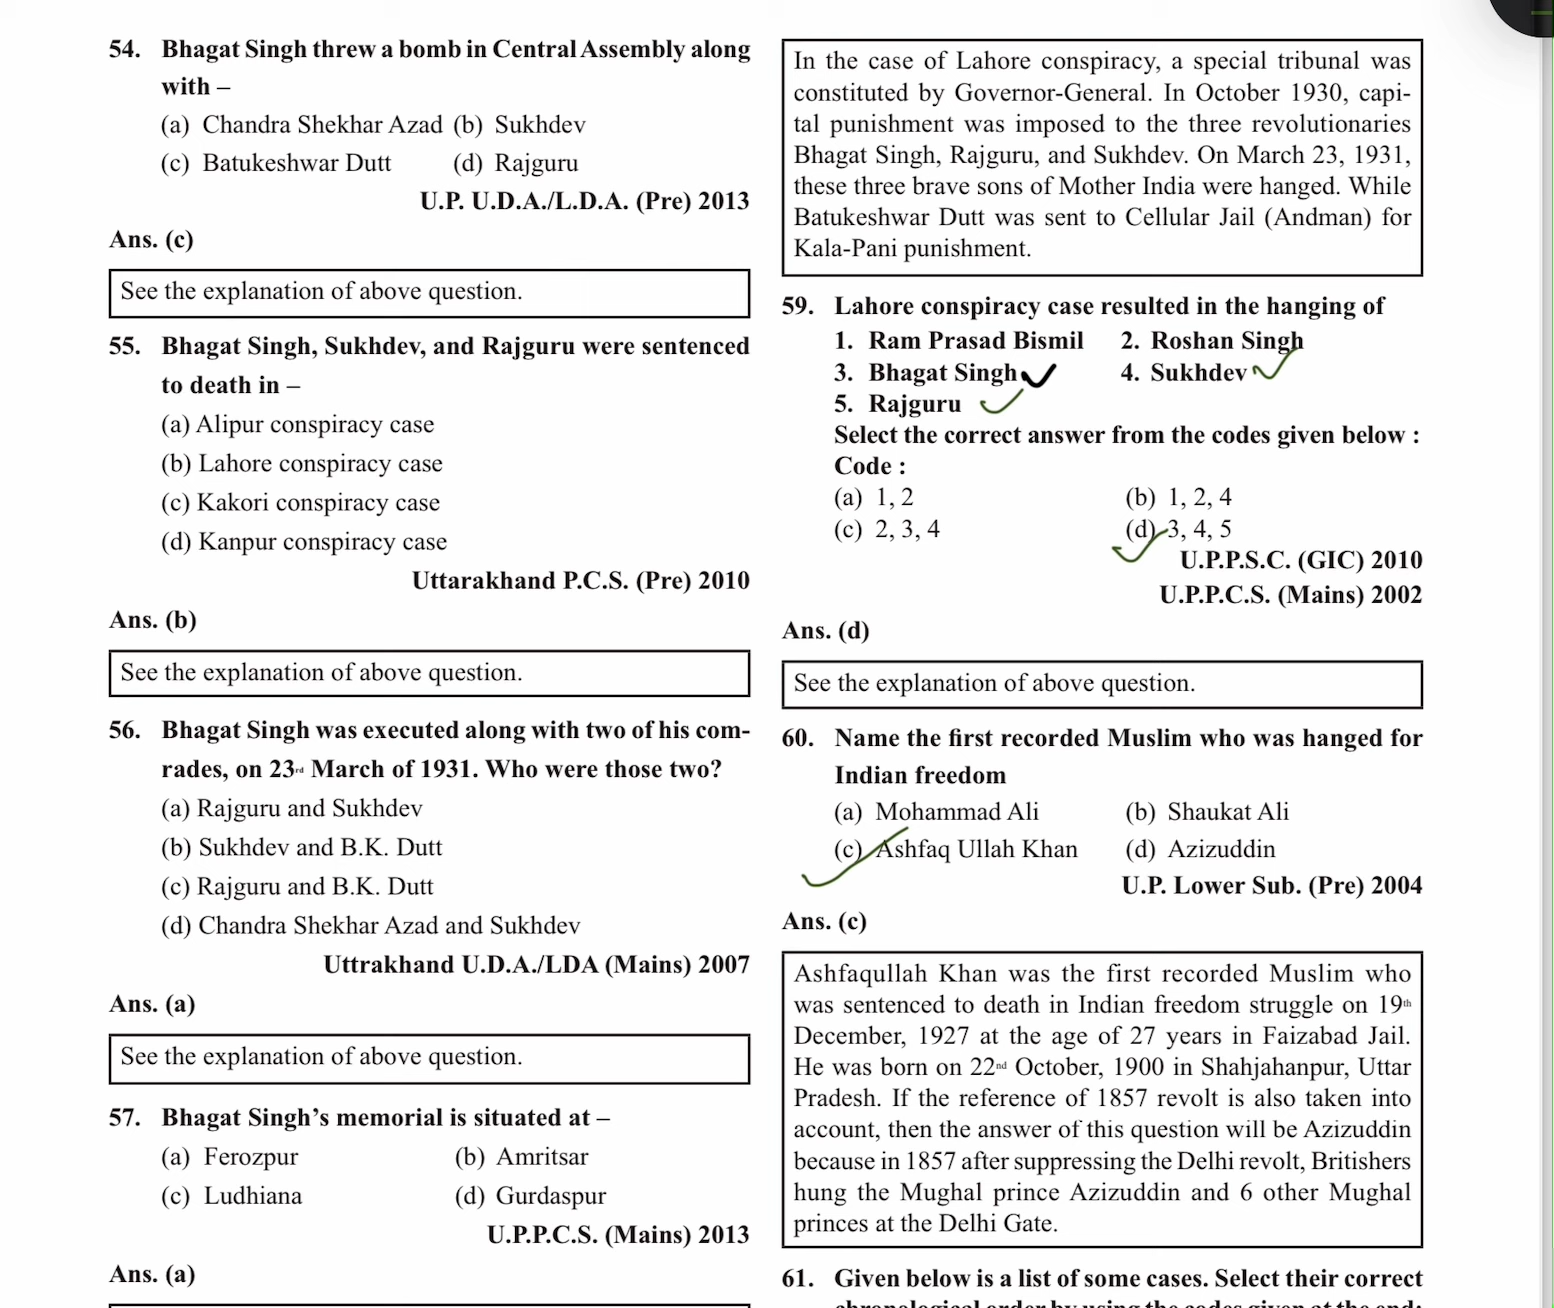 54. Bhagat Singh threw a bomb in Central Assembly along
with –
(a) Chandra Shekhar Azad (b) Sukhdev
(c) Batukeshwar Dutt (d) Rajguru
U.P. U.D.A./L.D.A. (Pre) 2013
Ans. (c)
See the explanation of above question.
55. Bhagat Singh, Sukhdev, and Rajguru were sentenced
to death in –
(a) Alipur conspiracy case
(b) Lahore conspiracy case
(c) Kakori conspiracy case
(d) Kanpur conspiracy case
Uttarakhand P.C.S. (Pre) 2010
Ans. (b)
See the explanation of above question.
56. Bhagat Singh was executed along with two of his com-
rades, on 23rd March of 1931. Who were those two?
(a) Rajguru and Sukhdev
(b) Sukhdev and B.K. Dutt
(c) Rajguru and B.K. Dutt
(d) Chandra Shekhar Azad and Sukhdev
Uttrakhand U.D.A./LDA (Mains) 2007
Ans. (a)
See the explanation of above question.
57. Bhagat Singh’s memorial is situated at –
(a) Ferozpur (b) Amritsar
(c) Ludhiana (d) Gurdaspur
U.P.P.C.S. (Mains) 2013
Ans. (a)
In the case of Lahore conspiracy, a special tribunal was
constituted by Governor-General. In October 1930, capi-
tal punishment was imposed to the three revolutionaries
Bhagat Singh, Rajguru, and Sukhdev. On March 23, 1931,
these three brave sons of Mother India were hanged. While
Batukeshwar Dutt was sent to Cellular Jail (Andman) for
Kala-Pani punishment.
59. Lahore conspiracy case resulted in the hanging of
1. Ram Prasad Bismil 2. Roshan Singh
3. Bhagat Singh 4. Sukhdev
5. Rajguru
Select the correct answer from the codes given below :
Code :
(a) 1, 2 (b) 1, 2, 4
(c) 2, 3, 4 (d) 3, 4, 5
U.P.P.S.C. (GIC) 2010
U.P.P.C.S. (Mains) 2002
Ans. (d)
See the explanation of above question.
60. Name the first recorded Muslim who was hanged for
Indian freedom
(a) Mohammad Ali (b) Shaukat Ali
(c) Ashfaq Ullah Khan (d) Azizuddin
U.P. Lower Sub. (Pre) 2004
Ans. (c)
Ashfaqullah Khan was the first recorded Muslim who
was sentenced to death in Indian freedom struggle on 19th
December, 1927 at the age of 27 years in Faizabad Jail.
He was born on 22nd October, 1900 in Shahjahanpur, Uttar
Pradesh. If the reference of 1857 revolt is also taken into
account, then the answer of this question will be Azizuddin
because in 1857 after suppressing the Delhi revolt, Britishers
hung the Mughal prince Azizuddin and 6 other Mughal
princes at the Delhi Gate.
61. Given below is a list of some cases. Select their correct
chronological order by using the codes given at the end: